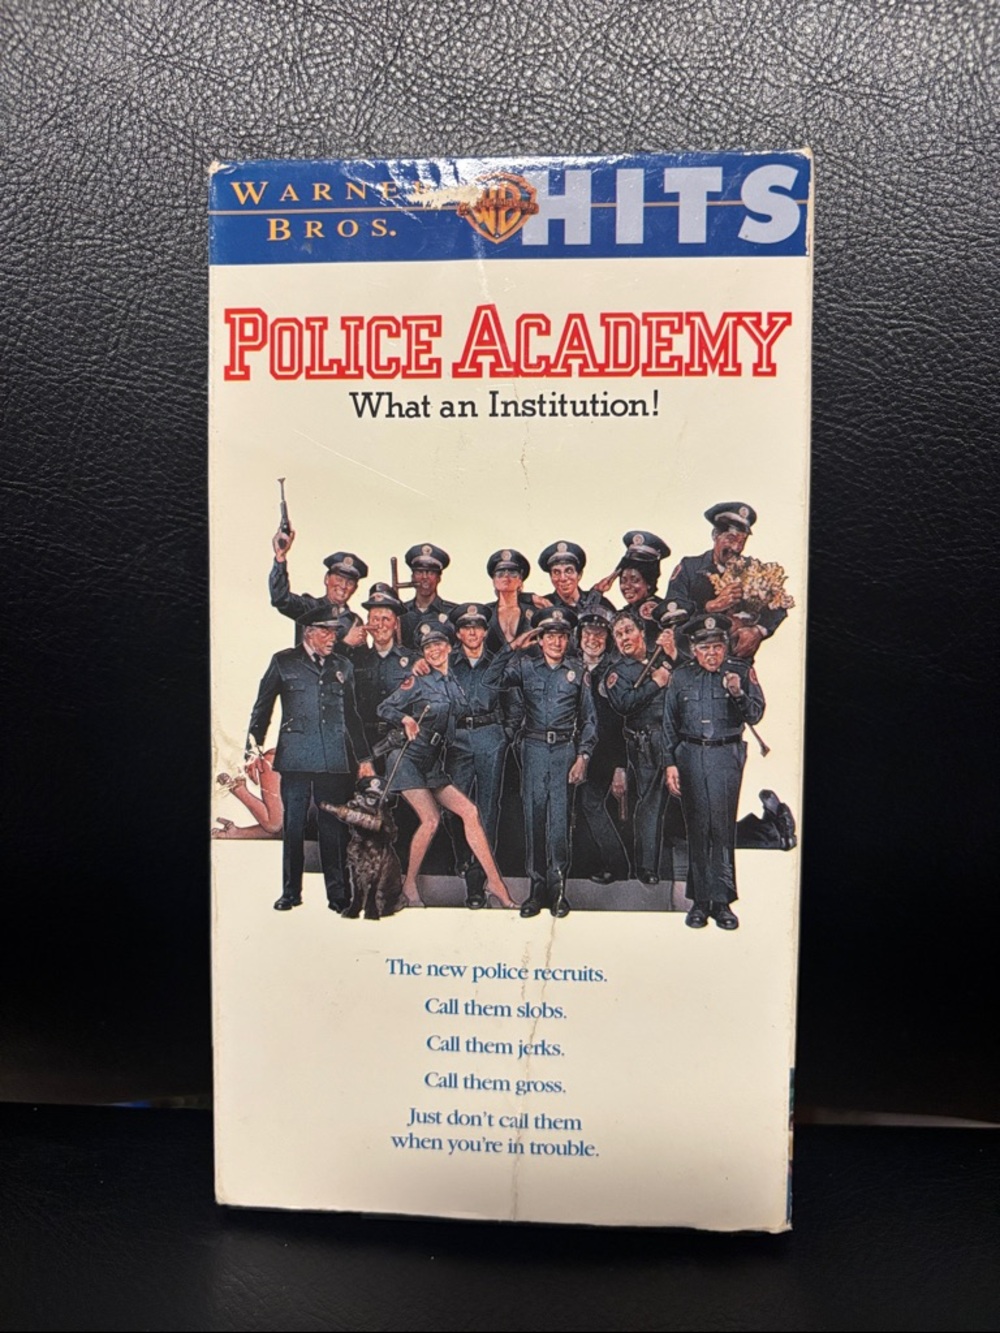 WARNER
BROS.
HITS
POLICE ACADEMY
What an Institution!
The new police recruits.
Call them slobs.
Call them jerks.
Call them gross.
Just don't call them
when you're in trouble.